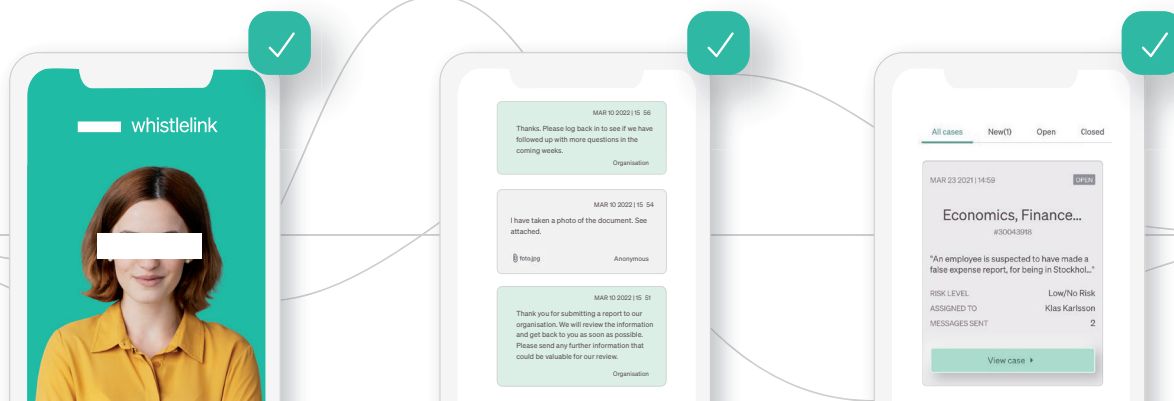 whistlelink
MAR 10 2022 | 15 56
Thanks. Please log back in to see if we have
followed up with more questions in the
coming weeks.
Organisation
MAR 10 2022 | 15 54
I have taken a photo of the document. See
attached.
foto.jpg
Anonymous
MAR 10 2022 | 15 51
Thank you for submitting a report to our
organisation. We will review the information
and get back to you as soon as possible.
Please send any further information that
could be valuable for our review.
Organisation
All cases New(1) Open Closed
MAR 23 2021 | 14:59 OPEN
Economics, Finance...
#30043918
"An employee is suspected to have made a
false expense report, for being in Stockhol..."
RISK LEVEL Low/No Risk
ASSIGNED TO Klas Karlsson
MESSAGES SENT 2
View case